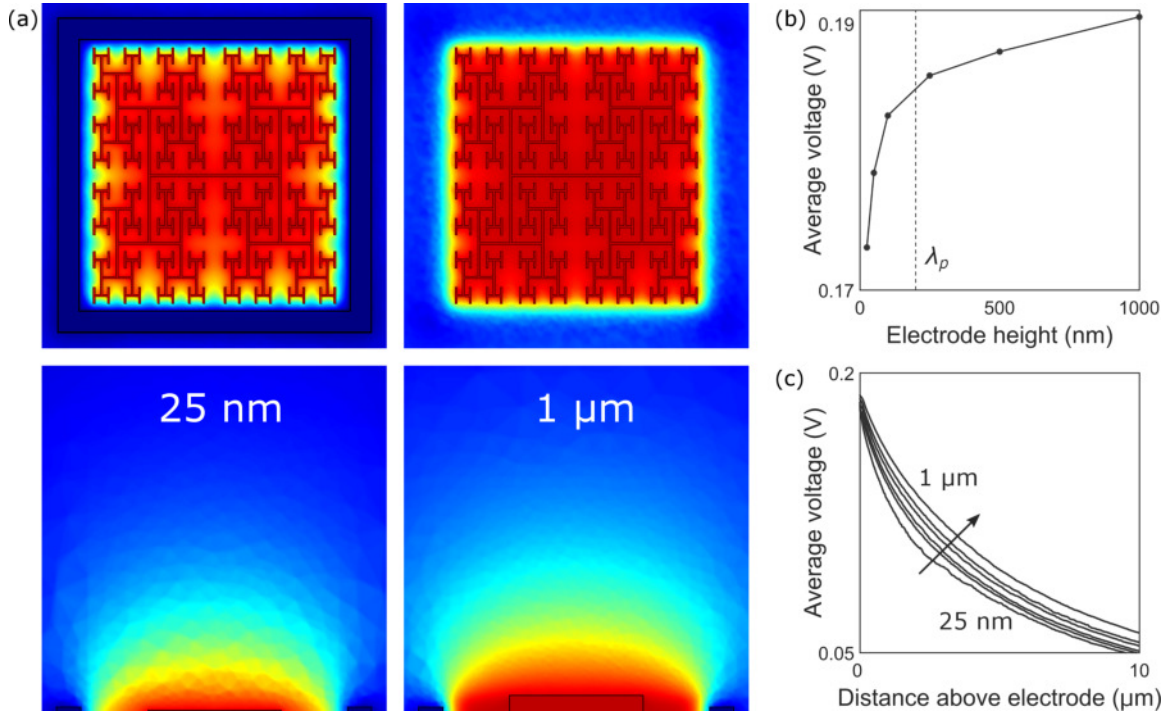 (a)
25 nm
1 µm
(b)
0.19
Average voltage (V)
0.17
λp
0
500
1000
Electrode height (nm)
(c)
0.2
Average voltage (V)
0.05
1 µm
25 nm
0
10
Distance above electrode (µm)